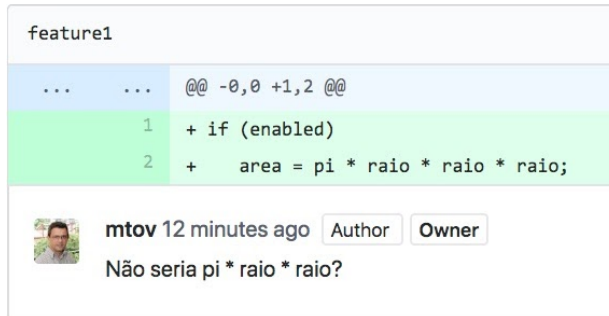 feature1
... ... @@ -0,0 +1,2 @@
1 + if (enabled)
2 + area = pi * raio * raio * raio;
mtov 12 minutes ago Author Owner
Não seria pi * raio * raio?